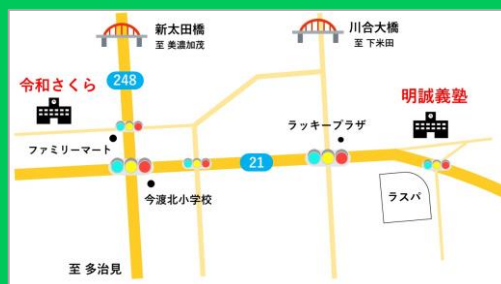 新太田橋
至 美濃加茂
川合大橋
至 下米田
令和さくら
248
明誠義塾
ラッキープラザ
ファミリーマート
21
今渡北小学校
ラスパ
至 多治見